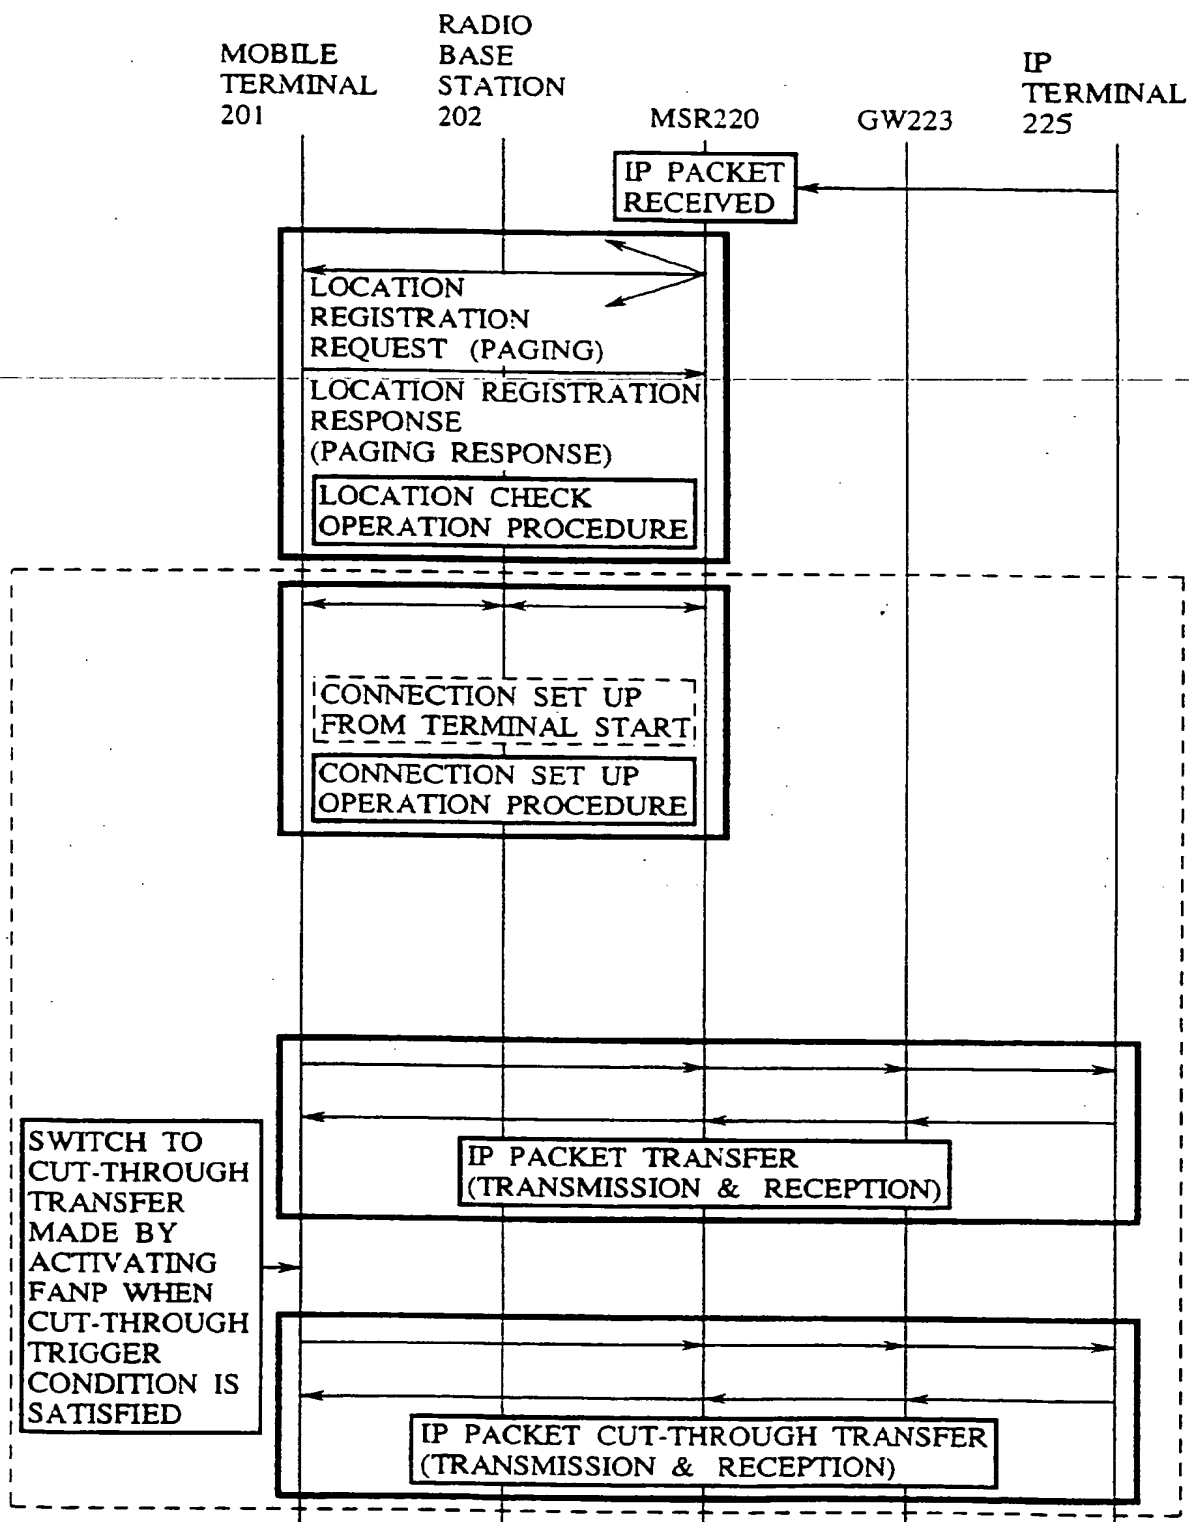 MOBILE
TERMINAL
201
RADIO
BASE
STATION
202
MSR220
GW223
IP
TERMINAL
225
IP PACKET
RECEIVED
LOCATION
REGISTRATION
REQUEST (PAGING)
LOCATION REGISTRATION
RESPONSE
(PAGING RESPONSE)
LOCATION CHECK
OPERATION PROCEDURE
CONNECTION SET UP
FROM TERMINAL START
CONNECTION SET UP
OPERATION PROCEDURE
IP PACKET TRANSFER
(TRANSMISSION & RECEPTION)
SWITCH TO
CUT-THROUGH
TRANSFER
MADE BY
ACTIVATING
FANP WHEN
CUT-THROUGH
TRIGGER
CONDITION IS
SATISFIED
IP PACKET CUT-THROUGH TRANSFER
(TRANSMISSION & RECEPTION)